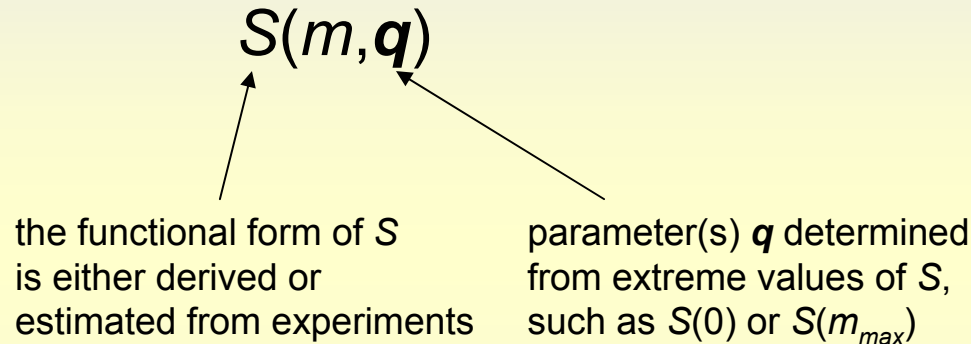 S(m,q)
the functional form of S
is either derived or
estimated from experiments
parameter(s) q determined
from extreme values of S,
such as S(0) or S(m_max)